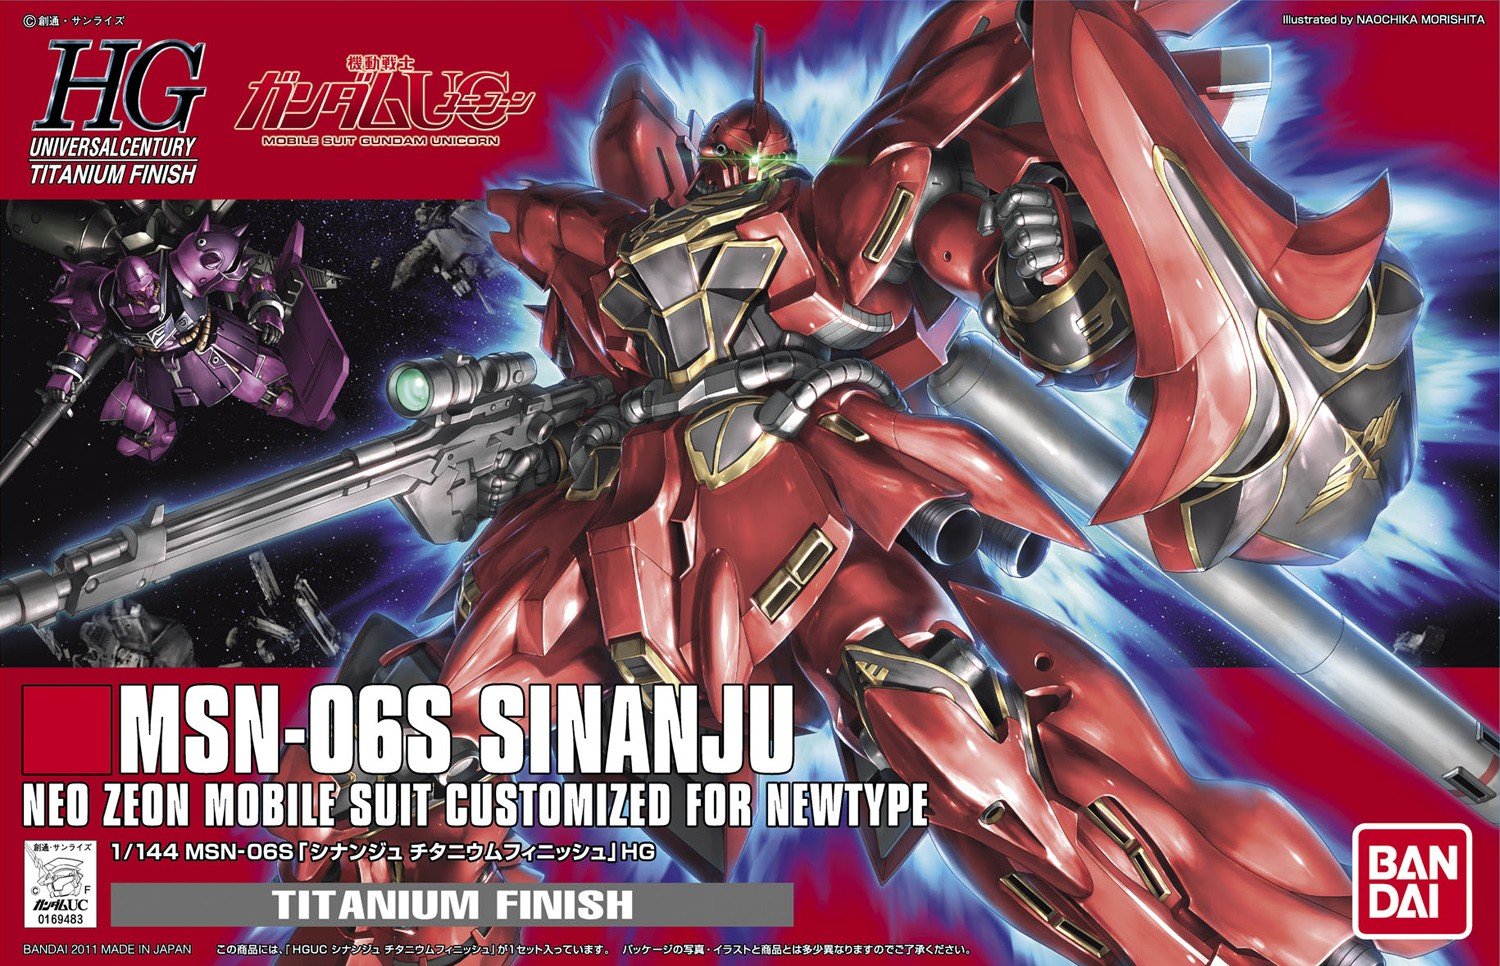 ©創通・サンライズ
Illustrated by NAOCHIKA MORISHITA
HG
UNIVERSAL CENTURY
TITANIUM FINISH
機動戦士
ガンダムUC
ユニコーン
MOBILE SUIT GUNDAM UNICORN
MSN-06S SINANJU
NEO ZEON MOBILE SUIT CUSTOMIZED FOR NEWTYPE
1/144 MSN-06S「シナンジュ チタニウムフィニッシュ」HG
TITANIUM FINISH
創通・サンライズ
© F
ガンダムUC
0169483
BAN
DAI
BANDAI 2011 MADE IN JAPAN
この商品には、「HGUC シナンジュ チタニウムフィニッシュ」が1セット入っています。 パッケージの写真・イラストと商品とは多少異なりますのでご了承ください。